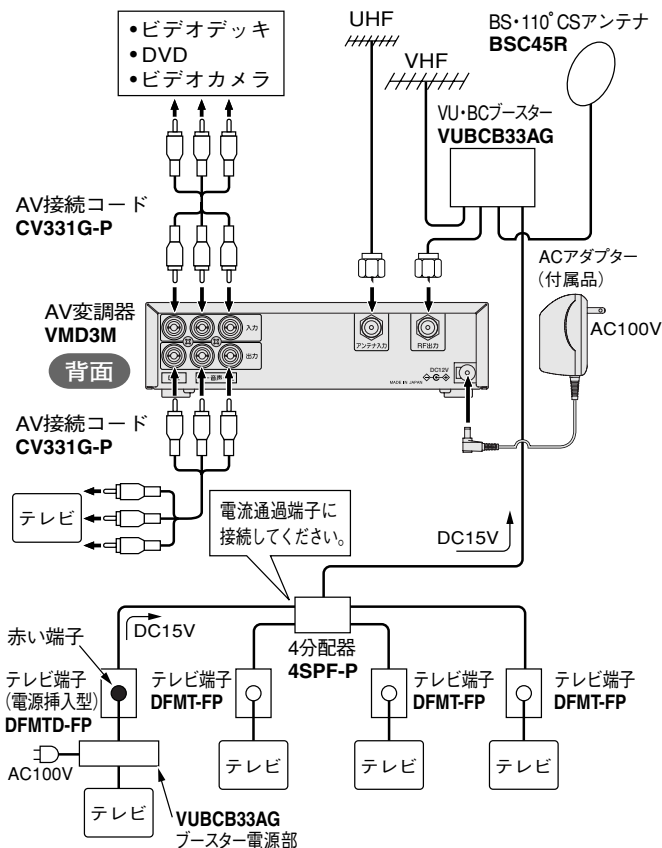 •ビデオデッキ
•DVD
•ビデオカメラ
UHF
VHF
BS・110°CSアンテナ
BSC45R
VU・BCブースター
VUBCB33AG
AV接続コード
CV331G-P
ACアダプター
(付属品)
AC100V
AV変調器
VMD3M
背面
入力
出力
音声
アンテナ入力
RF出力
DC12V
MADE IN JAPAN
AV接続コード
CV331G-P
テレビ
電流通過端子に
接続してください。
DC15V
DC15V
赤い端子
4分配器
4SPF-P
テレビ端子
(電源挿入型)
DFMTD-FP
テレビ端子
DFMT-FP
テレビ端子
DFMT-FP
テレビ端子
DFMT-FP
AC100V
テレビ
テレビ
テレビ
テレビ
VUBCB33AG
ブースター電源部